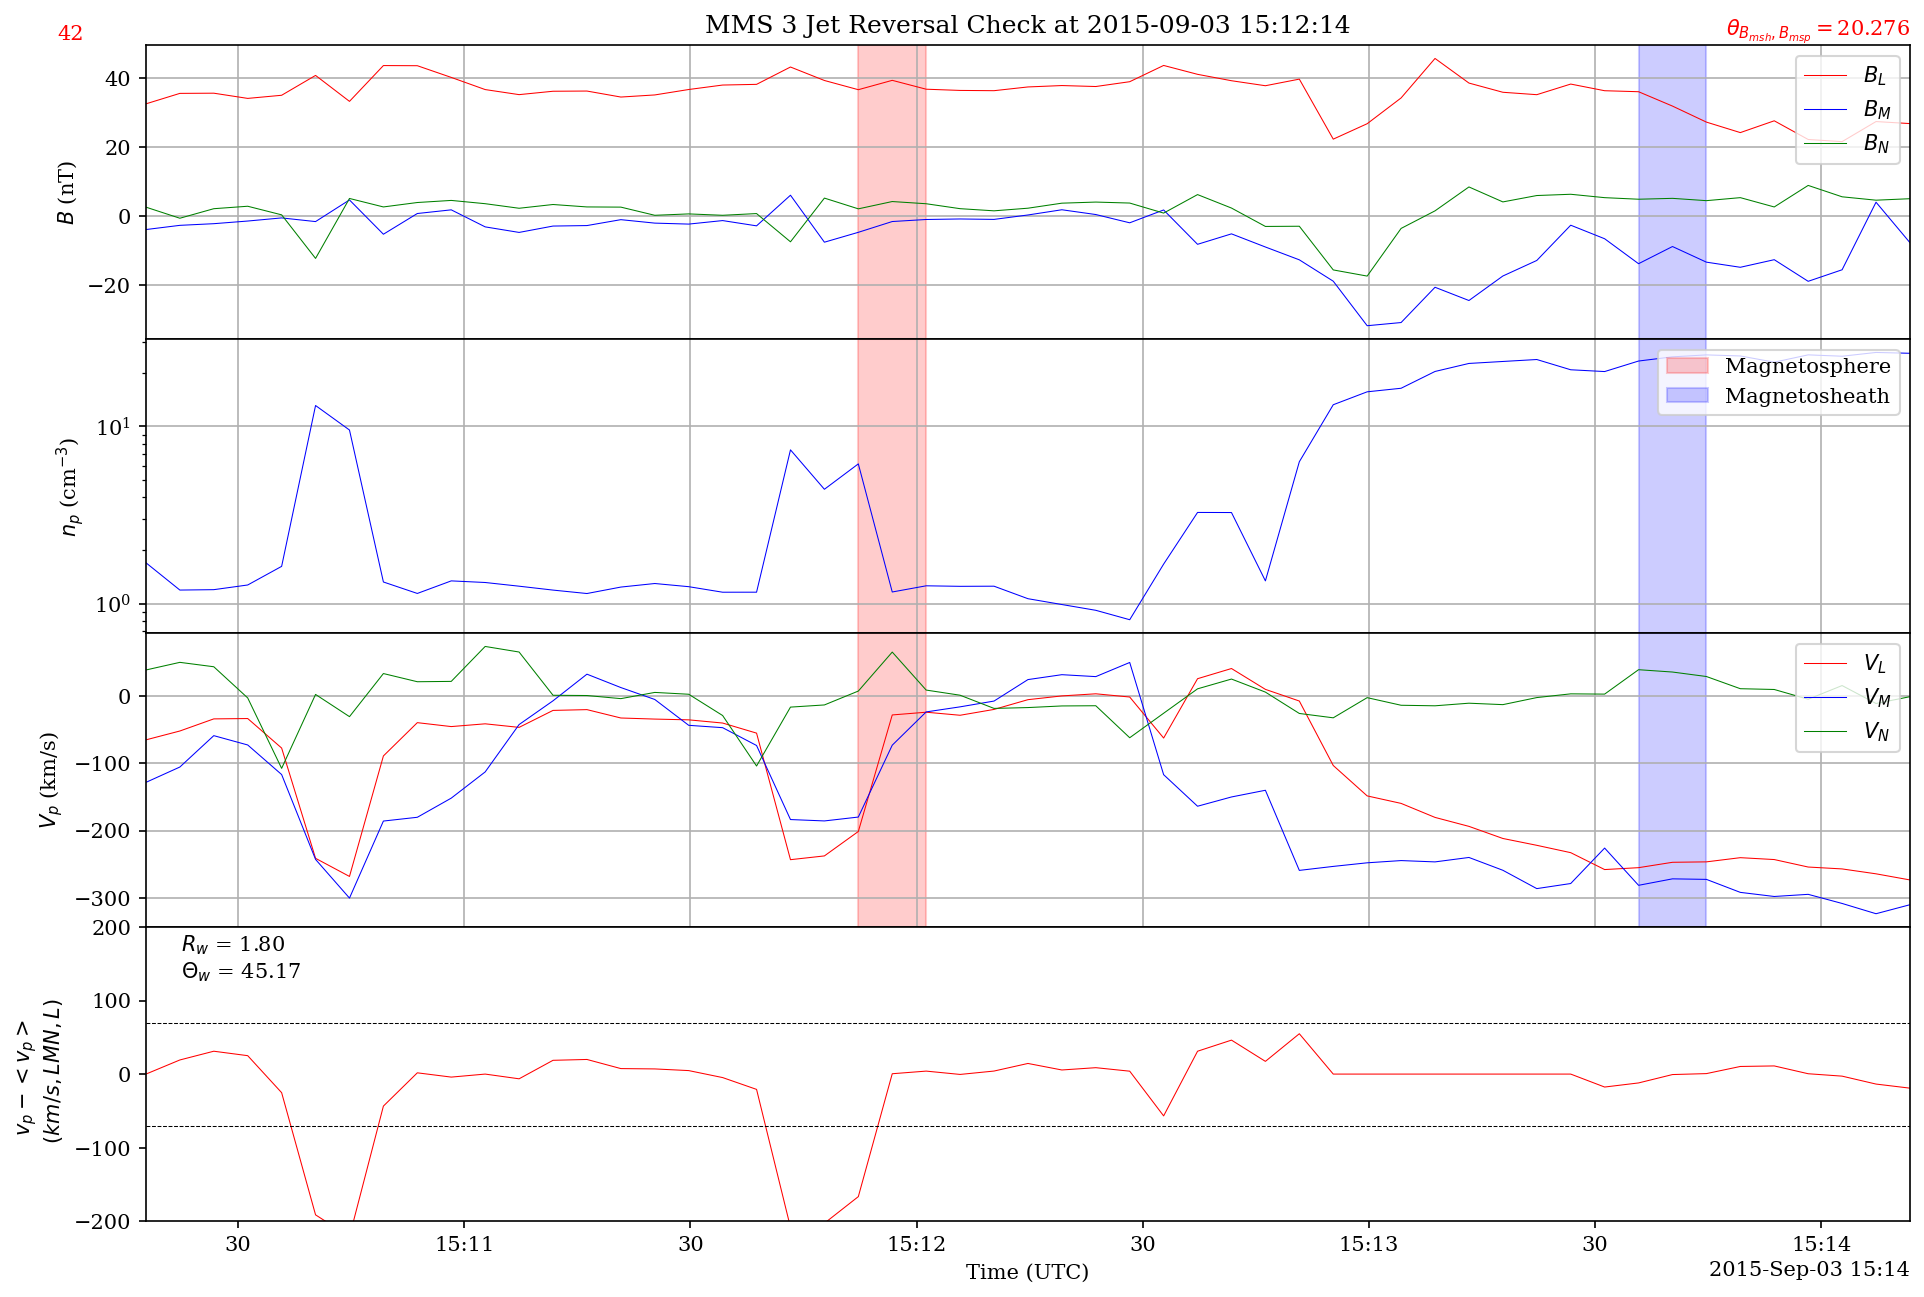 MMS 3 Jet Reversal Check at 2015-09-03 15:12:14
42
θ_{B_{msh}, B_{msp}} = 20.276
B (nT)
40
20
0
−20
B_L
B_M
B_N
n_p (cm^{−3})
10^1
10^0
Magnetosphere
Magnetosheath
V_p (km/s)
0
−100
−200
−300
V_L
V_M
V_N
v_p − < v_p >
(km/s, LMN, L)
200
100
0
−100
−200
R_w = 1.80
Θ_w = 45.17
30
15:11
30
15:12
30
15:13
30
15:14
Time (UTC)
2015-Sep-03 15:14